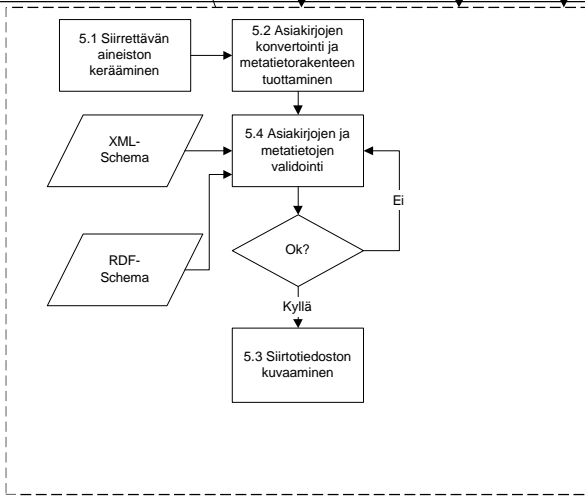 5.1 Siirrettävän
aineiston
kerääminen
5.2 Asiakirjojen
konvertointi ja
metatietorakenteen
tuottaminen
XML-
Schema
5.4 Asiakirjojen ja
metatietojen
validointi
Ei
RDF-
Schema
Ok?
Kyllä
5.3 Siirtotiedoston
kuvaaminen